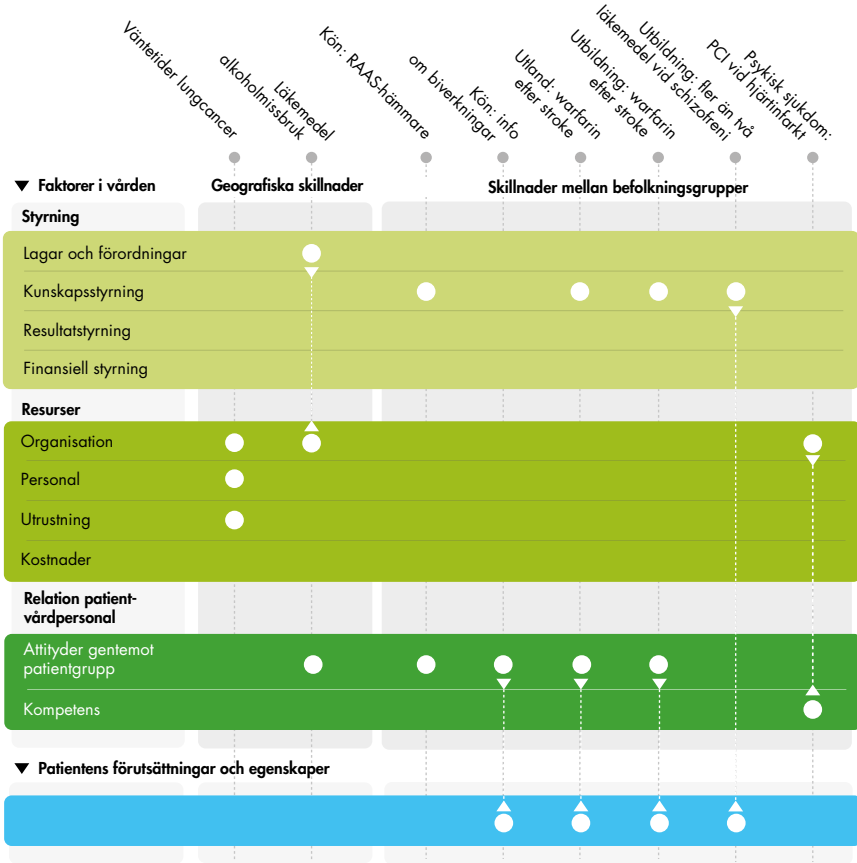 Väntetider lungcancer
Läkemedel
alkoholmissbruk
Kön: RAAS-hämmare
Kön: info
om biverkningar
Utland: warfarin
efter stroke
Utbildning: warfarin
efter stroke
Utbildning: fler än två
läkemedel vid schizofreni
Psykisk sjukdom:
PCI vid hjärtinfarkt
▼ Faktorer i vården
Geografiska skillnader
Skillnader mellan befolkningsgrupper
Styrning
Lagar och förordningar
Kunskapsstyrning
Resultatstyrning
Finansiell styrning
Resurser
Organisation
Personal
Utrustning
Kostnader
Relation patient-
vårdpersonal
Attityder gentemot
patientgrupp
Kompetens
▼ Patientens förutsättningar och egenskaper